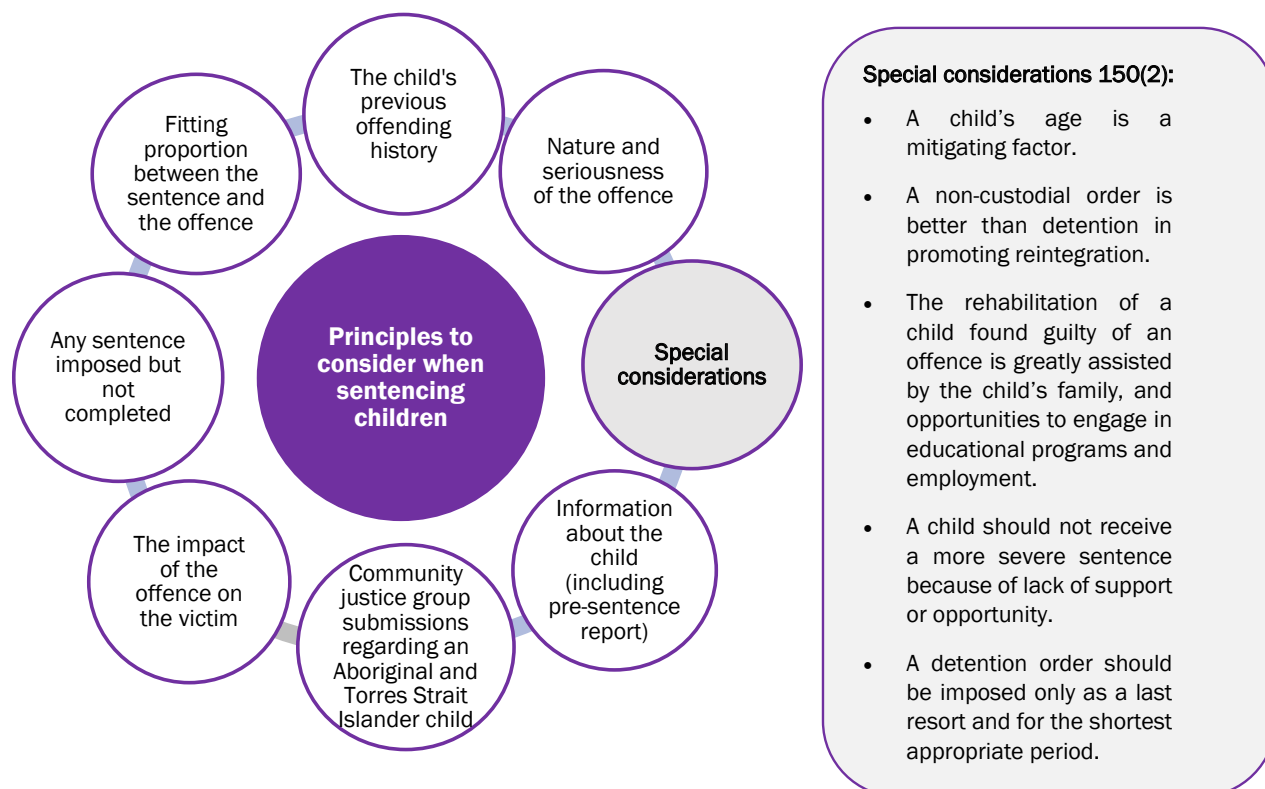 Principles to
consider when
sentencing
children
The child's
previous
offending
history
Nature and
seriousness
of the offence
Special
considerations
Information
about the
child
(including
pre-sentence
report)
Community
justice group
submissions
regarding an
Aboriginal and
Torres Strait
Islander child
The impact
of the
offence on
the victim
Any sentence
imposed but
not
completed
Fitting
proportion
between the
sentence and
the offence
Special considerations 150(2):
• A child’s age is a
mitigating factor.
• A non-custodial order is
better than detention in
promoting reintegration.
• The rehabilitation of a
child found guilty of an
offence is greatly assisted
by the child’s family, and
opportunities to engage in
educational programs and
employment.
• A child should not receive
a more severe sentence
because of lack of support
or opportunity.
• A detention order should
be imposed only as a last
resort and for the shortest
appropriate period.